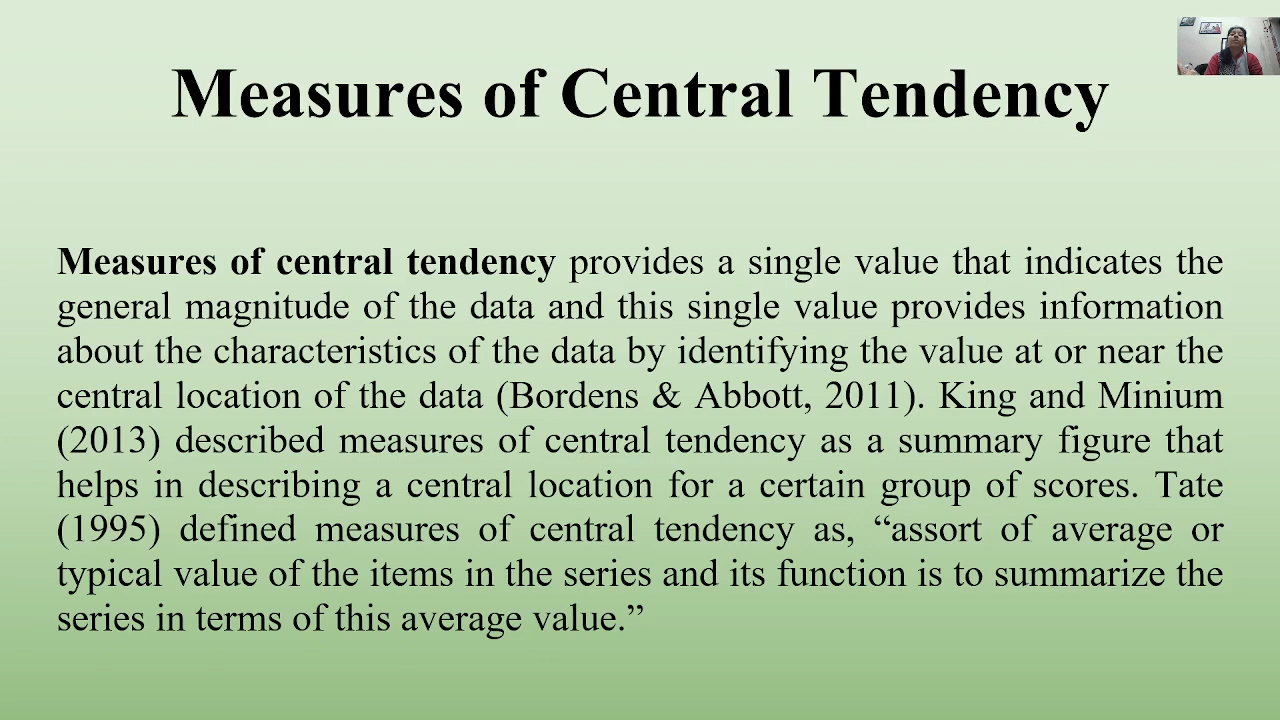 Measures of Central Tendency
Measures of central tendency provides a single value that indicates the
general magnitude of the data and this single value provides information
about the characteristics of the data by identifying the value at or near the
central location of the data (Bordens & Abbott, 2011). King and Minium
(2013) described measures of central tendency as a summary figure that
helps in describing a central location for a certain group of scores. Tate
(1995) defined measures of central tendency as, “assort of average or
typical value of the items in the series and its function is to summarize the
series in terms of this average value.”